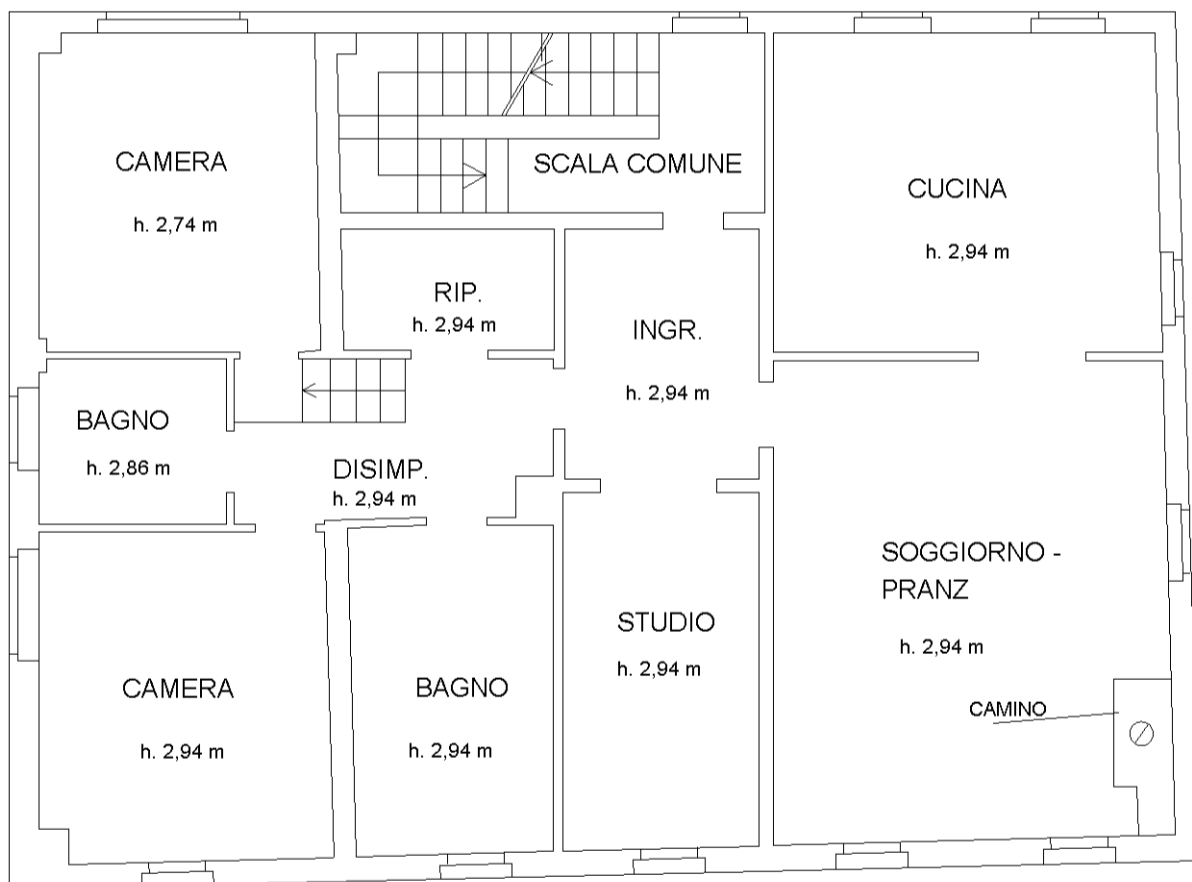 CAMERA
h. 2,74 m
SCALA COMUNE
CUCINA
h. 2,94 m
RIP.
h. 2,94 m
INGR.
h. 2,94 m
BAGNO
h. 2,86 m
DISIMP.
h. 2,94 m
SOGGIORNO -
PRANZ
h. 2,94 m
STUDIO
h. 2,94 m
CAMERA
h. 2,94 m
BAGNO
h. 2,94 m
CAMINO